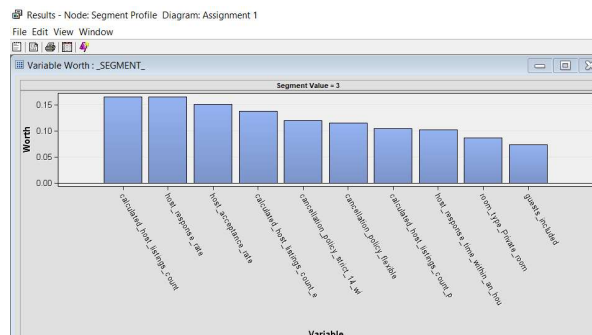 Results - Node: Segment Profile Diagram: Assignment 1
File Edit View Window
Variable Worth : _SEGMENT_
Segment Value = 3
Worth
0.15
0.10
0.05
0.00
calculated_host_listings_count
host_response_rate
host_acceptance_rate
calculated_host_listings_count_e
cancellation_policy_strict_14_wi
cancellation_policy_flexible
calculated_host_listings_count_p
host_response_time_within_an_hou
room_type_Private_room
guests_included
Variable